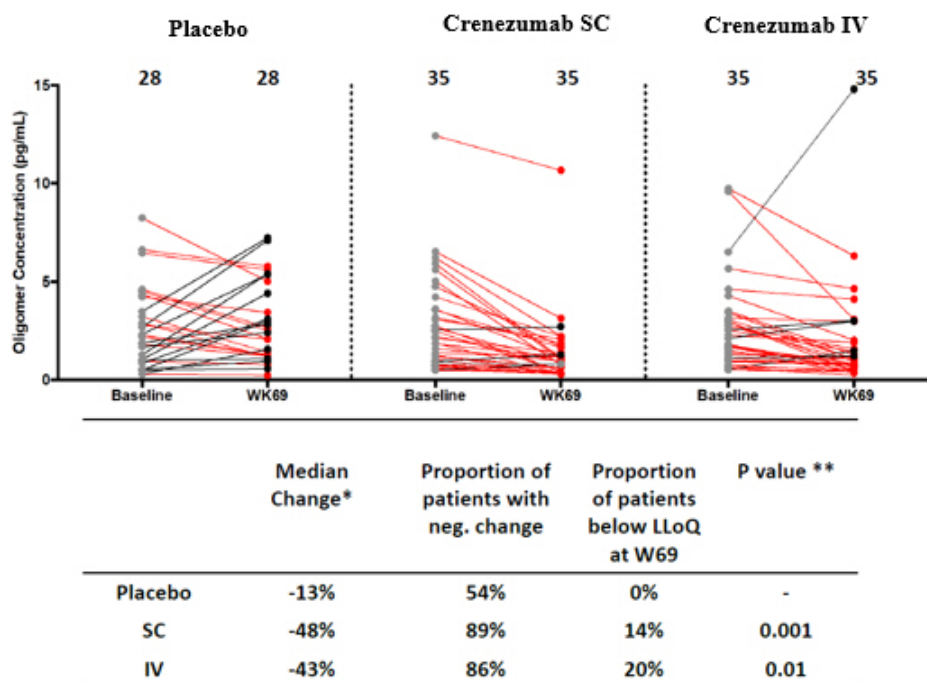 Placebo Crenezumab SC Crenezumab IV
28 28 35 35 35 35
15
10
5
0
Oligomer Concentration (pg/mL)
Baseline WK69 Baseline WK69 Baseline WK69
Median Change* Proportion of patients with neg. change Proportion of patients below LLoQ at W69 P value **
Placebo -13% 54% 0% -
SC -48% 89% 14% 0.001
IV -43% 86% 20% 0.01